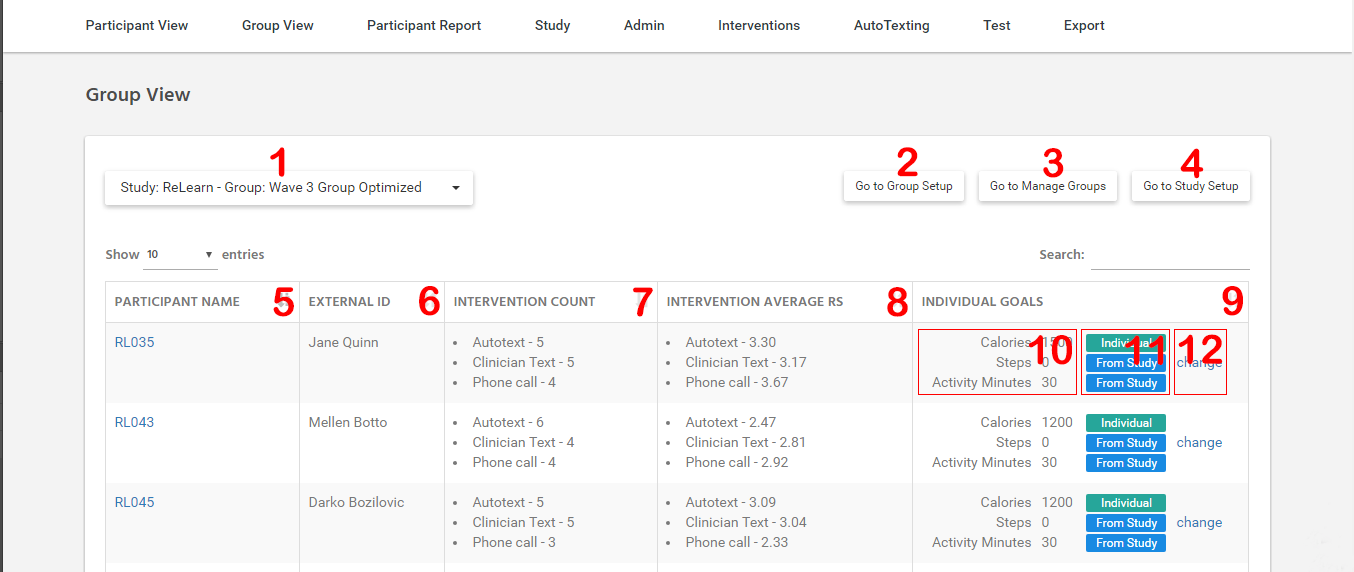 Participant View Group View Participant Report Study Admin Interventions AutoTexting Test Export
Group View
1 2 3 4
Study: ReLearn - Group: Wave 3 Group Optimized Go to Group Setup Go to Manage Groups Go to Study Setup
Show 10 entries Search:
PARTICIPANT NAME 5 EXTERNAL ID 6 INTERVENTION COUNT 7 INTERVENTION AVERAGE RS 8 INDIVIDUAL GOALS 9
RL035 Jane Quinn Autotext - 5 Autotext - 3.30 Calories 1500 Individual
Clinician Text - 5 Clinician Text - 3.17 Steps 0 10 From Study 11 change 12
Phone call - 4 Phone call - 3.67 Activity Minutes 30 From Study
RL043 Mellen Botto Autotext - 6 Autotext - 2.47 Calories 1200 Individual
Clinician Text - 4 Clinician Text - 2.81 Steps 0 From Study change
Phone call - 4 Phone call - 2.92 Activity Minutes 30 From Study
RL045 Darko Bozilovic Autotext - 5 Autotext - 3.09 Calories 1200 Individual
Clinician Text - 5 Clinician Text - 3.04 Steps 0 From Study change
Phone call - 3 Phone call - 2.33 Activity Minutes 30 From Study